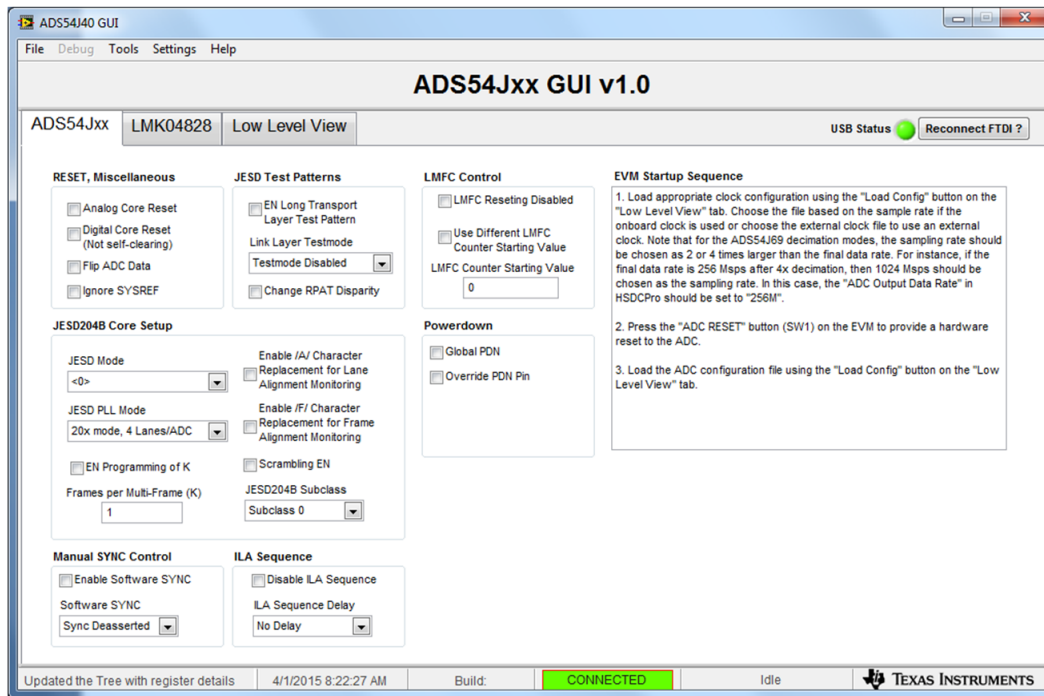 ADS54J40 GUI
File Debug Tools Settings Help
ADS54Jxx GUI v1.0
ADS54Jxx LMK04828 Low Level View
USB Status Reconnect FTDI ?
RESET, Miscellaneous
Analog Core Reset
Digital Core Reset
(Not self-clearing)
Flip ADC Data
Ignore SYSREF
JESD Test Patterns
EN Long Transport
Layer Test Pattern
Link Layer Testmode
Testmode Disabled
Change RPAT Disparity
LMFC Control
LMFC Reseting Disabled
Use Different LMFC
Counter Starting Value
LMFC Counter Starting Value
0
EVM Startup Sequence
1. Load appropriate clock configuration using the "Load Config" button on the
"Low Level View" tab. Choose the file based on the sample rate if the
onboard clock is used or choose the external clock file to use an external
clock. Note that for the ADS54J69 decimation modes, the sampling rate should
be chosen as 2 or 4 times larger than the final data rate. For instance, if the
final data rate is 256 Msps after 4x decimation, then 1024 Msps should be
chosen as the sampling rate. In this case, the "ADC Output Data Rate" in
HSDCPro should be set to "256M".
2. Press the "ADC RESET" button (SW1) on the EVM to provide a hardware
reset to the ADC.
3. Load the ADC configuration file using the "Load Config" button on the "Low
Level View" tab.
JESD204B Core Setup
JESD Mode
<0>
JESD PLL Mode
20x mode, 4 Lanes/ADC
EN Programming of K
Frames per Multi-Frame (K)
1
Enable /A/ Character
Replacement for Lane
Alignment Monitoring
Enable /F/ Character
Replacement for Frame
Alignment Monitoring
Scrambling EN
JESD204B Subclass
Subclass 0
Powerdown
Global PDN
Override PDN Pin
Manual SYNC Control
Enable Software SYNC
Software SYNC
Sync Deasserted
ILA Sequence
Disable ILA Sequence
ILA Sequence Delay
No Delay
Updated the Tree with register details 4/1/2015 8:22:27 AM Build: CONNECTED Idle TEXAS INSTRUMENTS